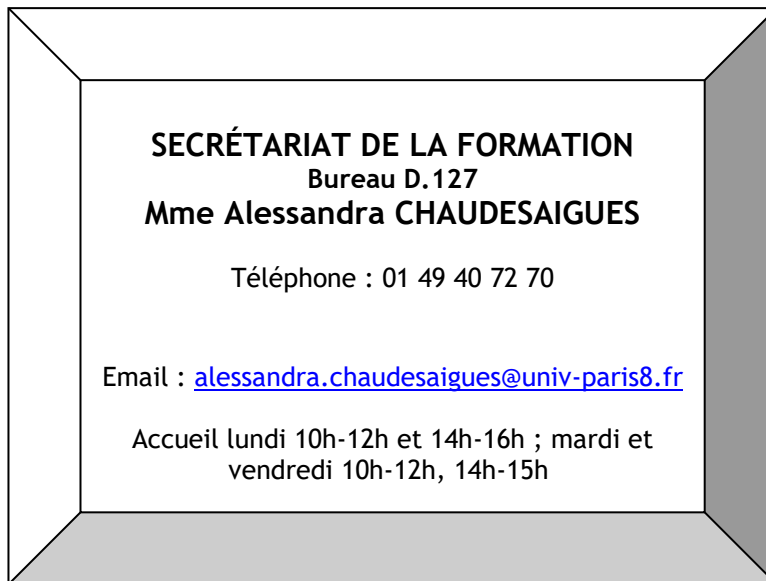 SECRÉTARIAT DE LA FORMATION
Bureau D.127
Mme Alessandra CHAUDESAIGUES
Téléphone : 01 49 40 72 70
Email : alessandra.chaudesaigues@univ-paris8.fr
Accueil lundi 10h-12h et 14h-16h ; mardi et
vendredi 10h-12h, 14h-15h